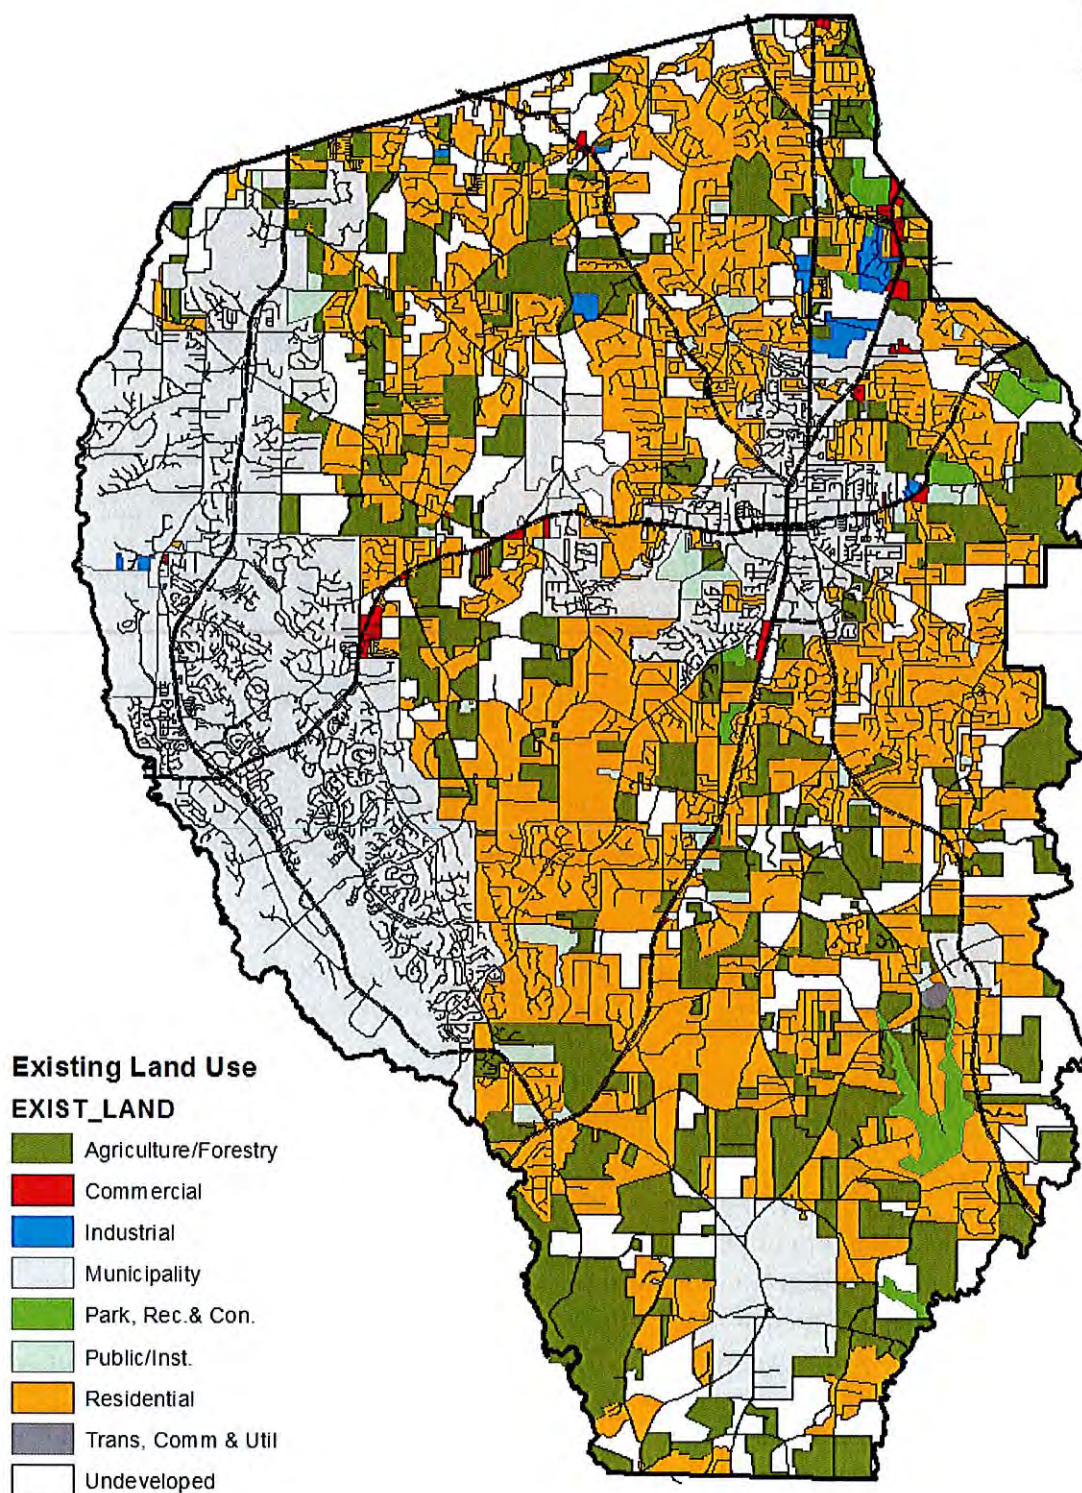 Existing Land Use
EXIST_LAND
Agriculture/Forestry
Commercial
Industrial
Municipality
Park, Rec.& Con.
Public/Inst.
Residential
Trans, Comm & Util
Undeveloped